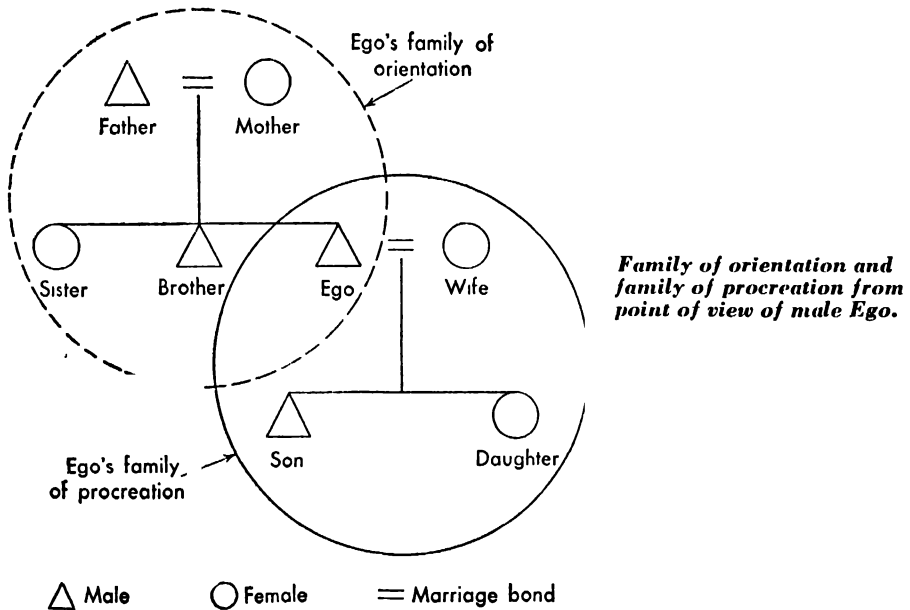 Ego's family of
orientation
Father
Mother
Sister
Brother
Ego
Wife
Family of orientation and
family of procreation from
point of view of male Ego.
Son
Daughter
Ego's family
of procreation
Male
Female
Marriage bond